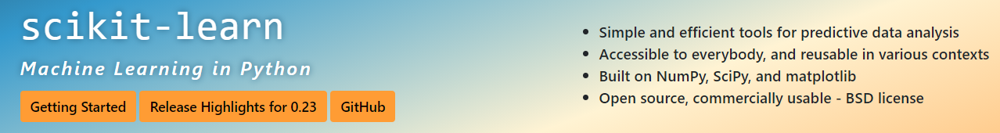 scikit-learn
Machine Learning in Python
Getting Started Release Highlights for 0.23 GitHub
• Simple and efficient tools for predictive data analysis
• Accessible to everybody, and reusable in various contexts
• Built on NumPy, SciPy, and matplotlib
• Open source, commercially usable - BSD license